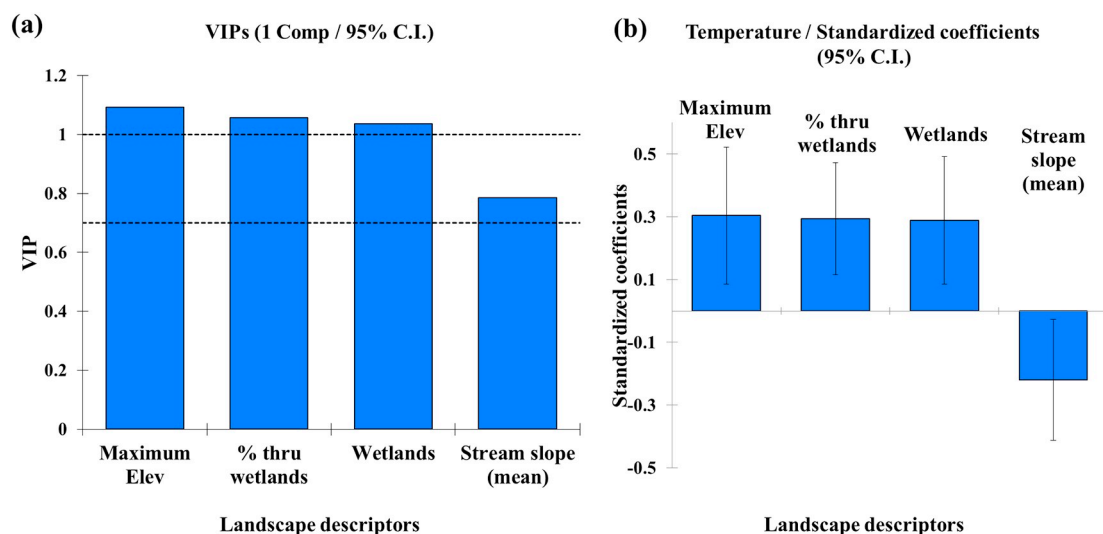 (a)
VIPs (1 Comp / 95% C.I.)
1.2
1
0.8
0.6
0.4
0.2
0
VIP
Maximum
Elev
% thru
wetlands
Wetlands
Stream slope
(mean)
Landscape descriptors
(b)
Temperature / Standardized coefficients
(95% C.I.)
Maximum
Elev
% thru
wetlands
Wetlands
Stream
slope
(mean)
0.5
0.3
0.1
-0.1
-0.3
-0.5
Standardized coefficients
Landscape descriptors